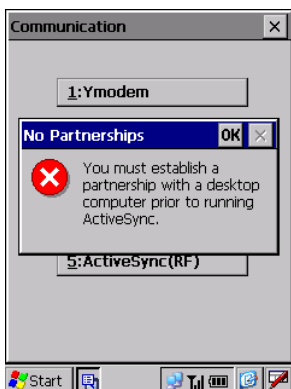 Communication
1:Ymodem
No Partnerships OK
You must establish a
partnership with a desktop
computer prior to running
ActiveSync.
5:ActiveSync(RF)
Start